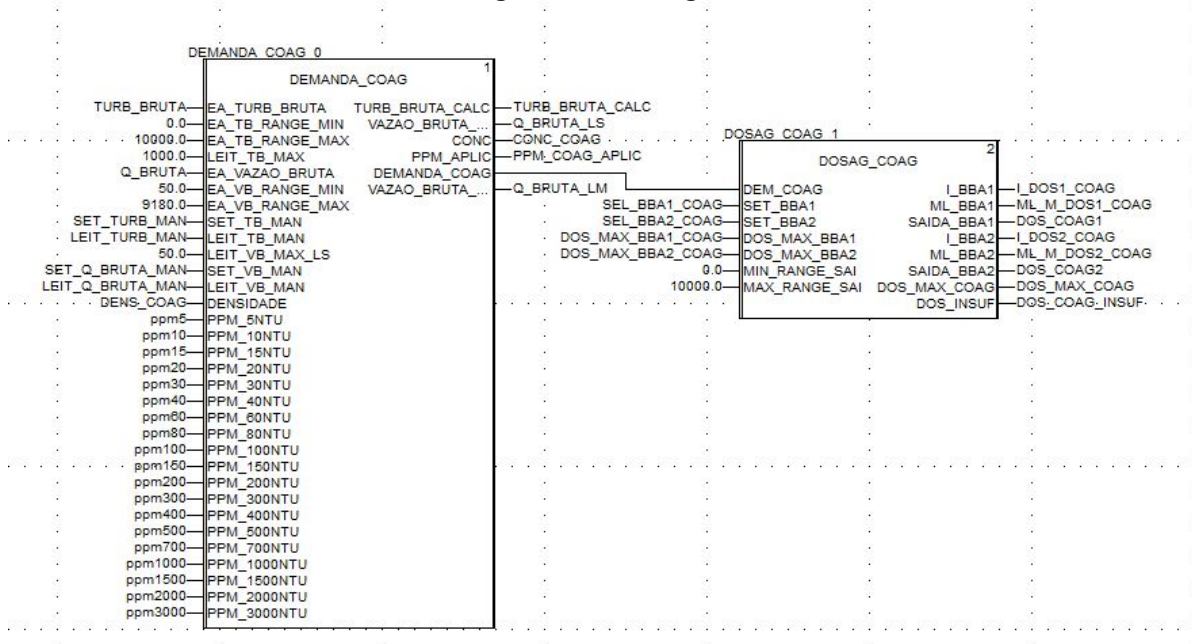 DEMANDA_COAG_0
1
DEMANDA_COAG
TURB_BRUTA EA_TURB_BRUTA TURB_BRUTA_CALC TURB_BRUTA_CALC
0.0 EA_TB_RANGE_MIN VAZAO_BRUTA_... Q_BRUTA_LS
10000.0 EA_TB_RANGE_MAX CONC CONC_COAG
1000.0 LEIT_TB_MAX PPM_APLIC PPM_COAG_APLIC
Q_BRUTA EA_VAZAO_BRUTA DEMANDA_COAG
50.0 EA_VB_RANGE_MIN VAZAO_BRUTA_... Q_BRUTA_LM
9180.0 EA_VB_RANGE_MAX
SET_TURB_MAN SET_TB_MAN
LEIT_TURB_MAN LEIT_TB_MAN
50.0 LEIT_VB_MAX_LS
SET_Q_BRUTA_MAN SET_VB_MAN
LEIT_Q_BRUTA_MAN LEIT_VB_MAN
DENS_COAG DENSIDADE
ppm5 PPM_5NTU
ppm10 PPM_10NTU
ppm15 PPM_15NTU
ppm20 PPM_20NTU
ppm30 PPM_30NTU
ppm40 PPM_40NTU
ppm60 PPM_60NTU
ppm80 PPM_80NTU
ppm100 PPM_100NTU
ppm150 PPM_150NTU
ppm200 PPM_200NTU
ppm300 PPM_300NTU
ppm400 PPM_400NTU
ppm500 PPM_500NTU
ppm700 PPM_700NTU
ppm1000 PPM_1000NTU
ppm1500 PPM_1500NTU
ppm2000 PPM_2000NTU
ppm3000 PPM_3000NTU
DOSAG_COAG_1
2
DOSAG_COAG
DEM_COAG I_BBA1 I_DOS1_COAG
SEL_BBA1_COAG SET_BBA1 ML_BBA1 ML_M_DOS1_COAG
SEL_BBA2_COAG SET_BBA2 SAIDA_BBA1 DOS_COAG1
DOS_MAX_BBA1_COAG DOS_MAX_BBA1 I_BBA2 I_DOS2_COAG
DOS_MAX_BBA2_COAG DOS_MAX_BBA2 ML_BBA2 ML_M_DOS2_COAG
0.0 MIN_RANGE_SAI SAIDA_BBA2 DOS_COAG2
10000.0 MAX_RANGE_SAI DOS_MAX_COAG DOS_MAX_COAG
DOS_INSUF DOS_COAG_INSUF